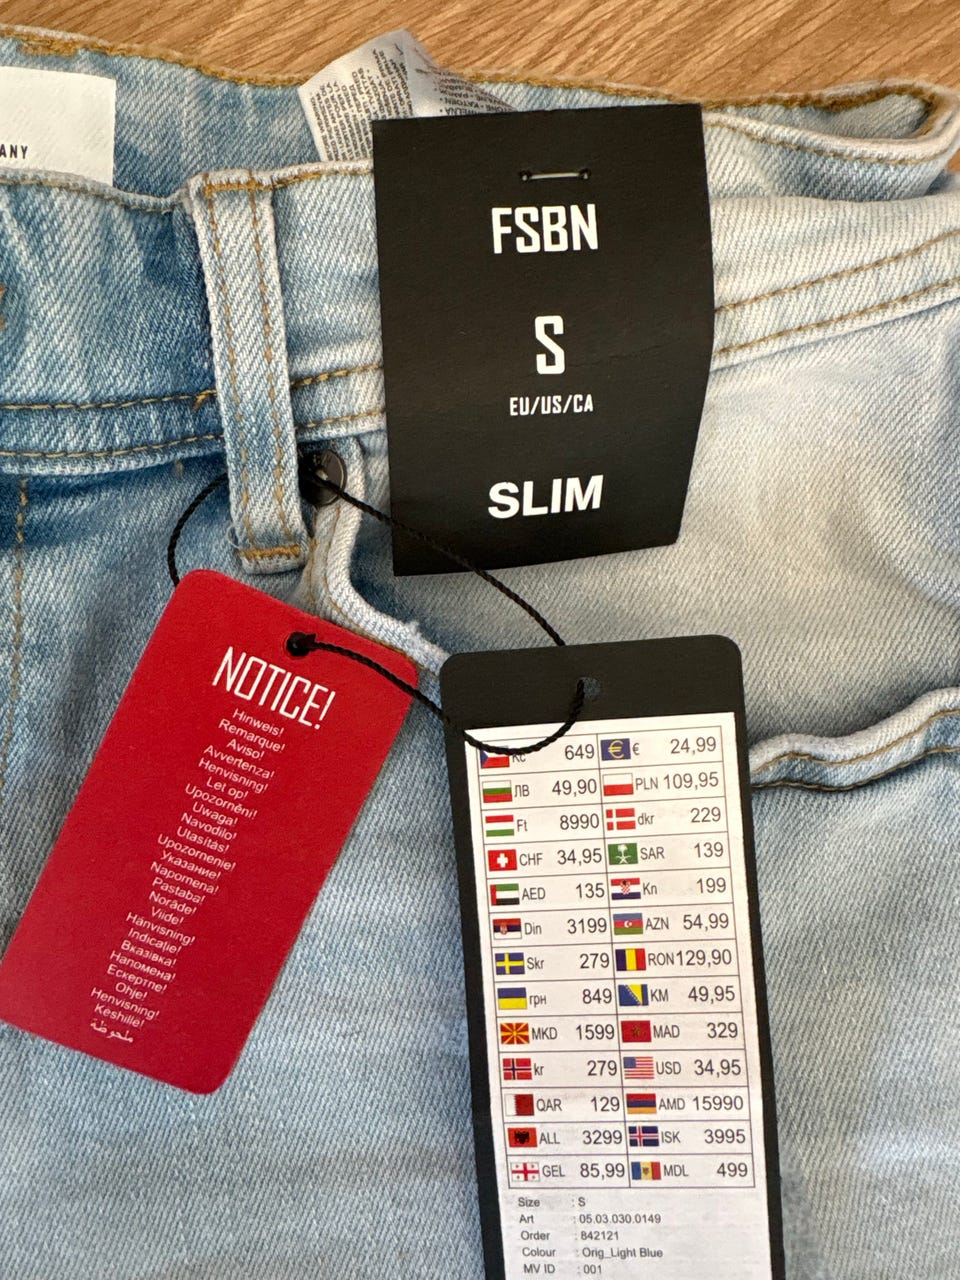 ANY
FSBN
S
EU/US/CA
SLIM
NOTICE!
Hinweis!
Remarque!
Aviso!
Avvertenza!
Henvisning!
Let op!
Upozornění!
Uwaga!
Navodilo!
Utasítás!
Upozornenie!
Указание!
Napomena!
Pastaba!
Norāde!
Viide!
Hänvisning!
Indicație!
Вказівка!
Напомена!
Ескертпе!
Ohje!
Henvisning!
Këshillë!
ملحوظة
Kč 649 € 24,99
ЛВ 49,90 PLN 109,95
Ft 8990 dkr 229
CHF 34,95 SAR 139
AED 135 Kn 199
Din 3199 AZN 54,99
Skr 279 RON 129,90
грн 849 KM 49,95
MKD 1599 MAD 329
kr 279 USD 34,95
QAR 129 AMD 15990
ALL 3299 ISK 3995
GEL 85,99 MDL 499
Size : S
Art : 05.03.030.0149
Order : 842121
Colour : Orig_Light Blue
MV ID : 001